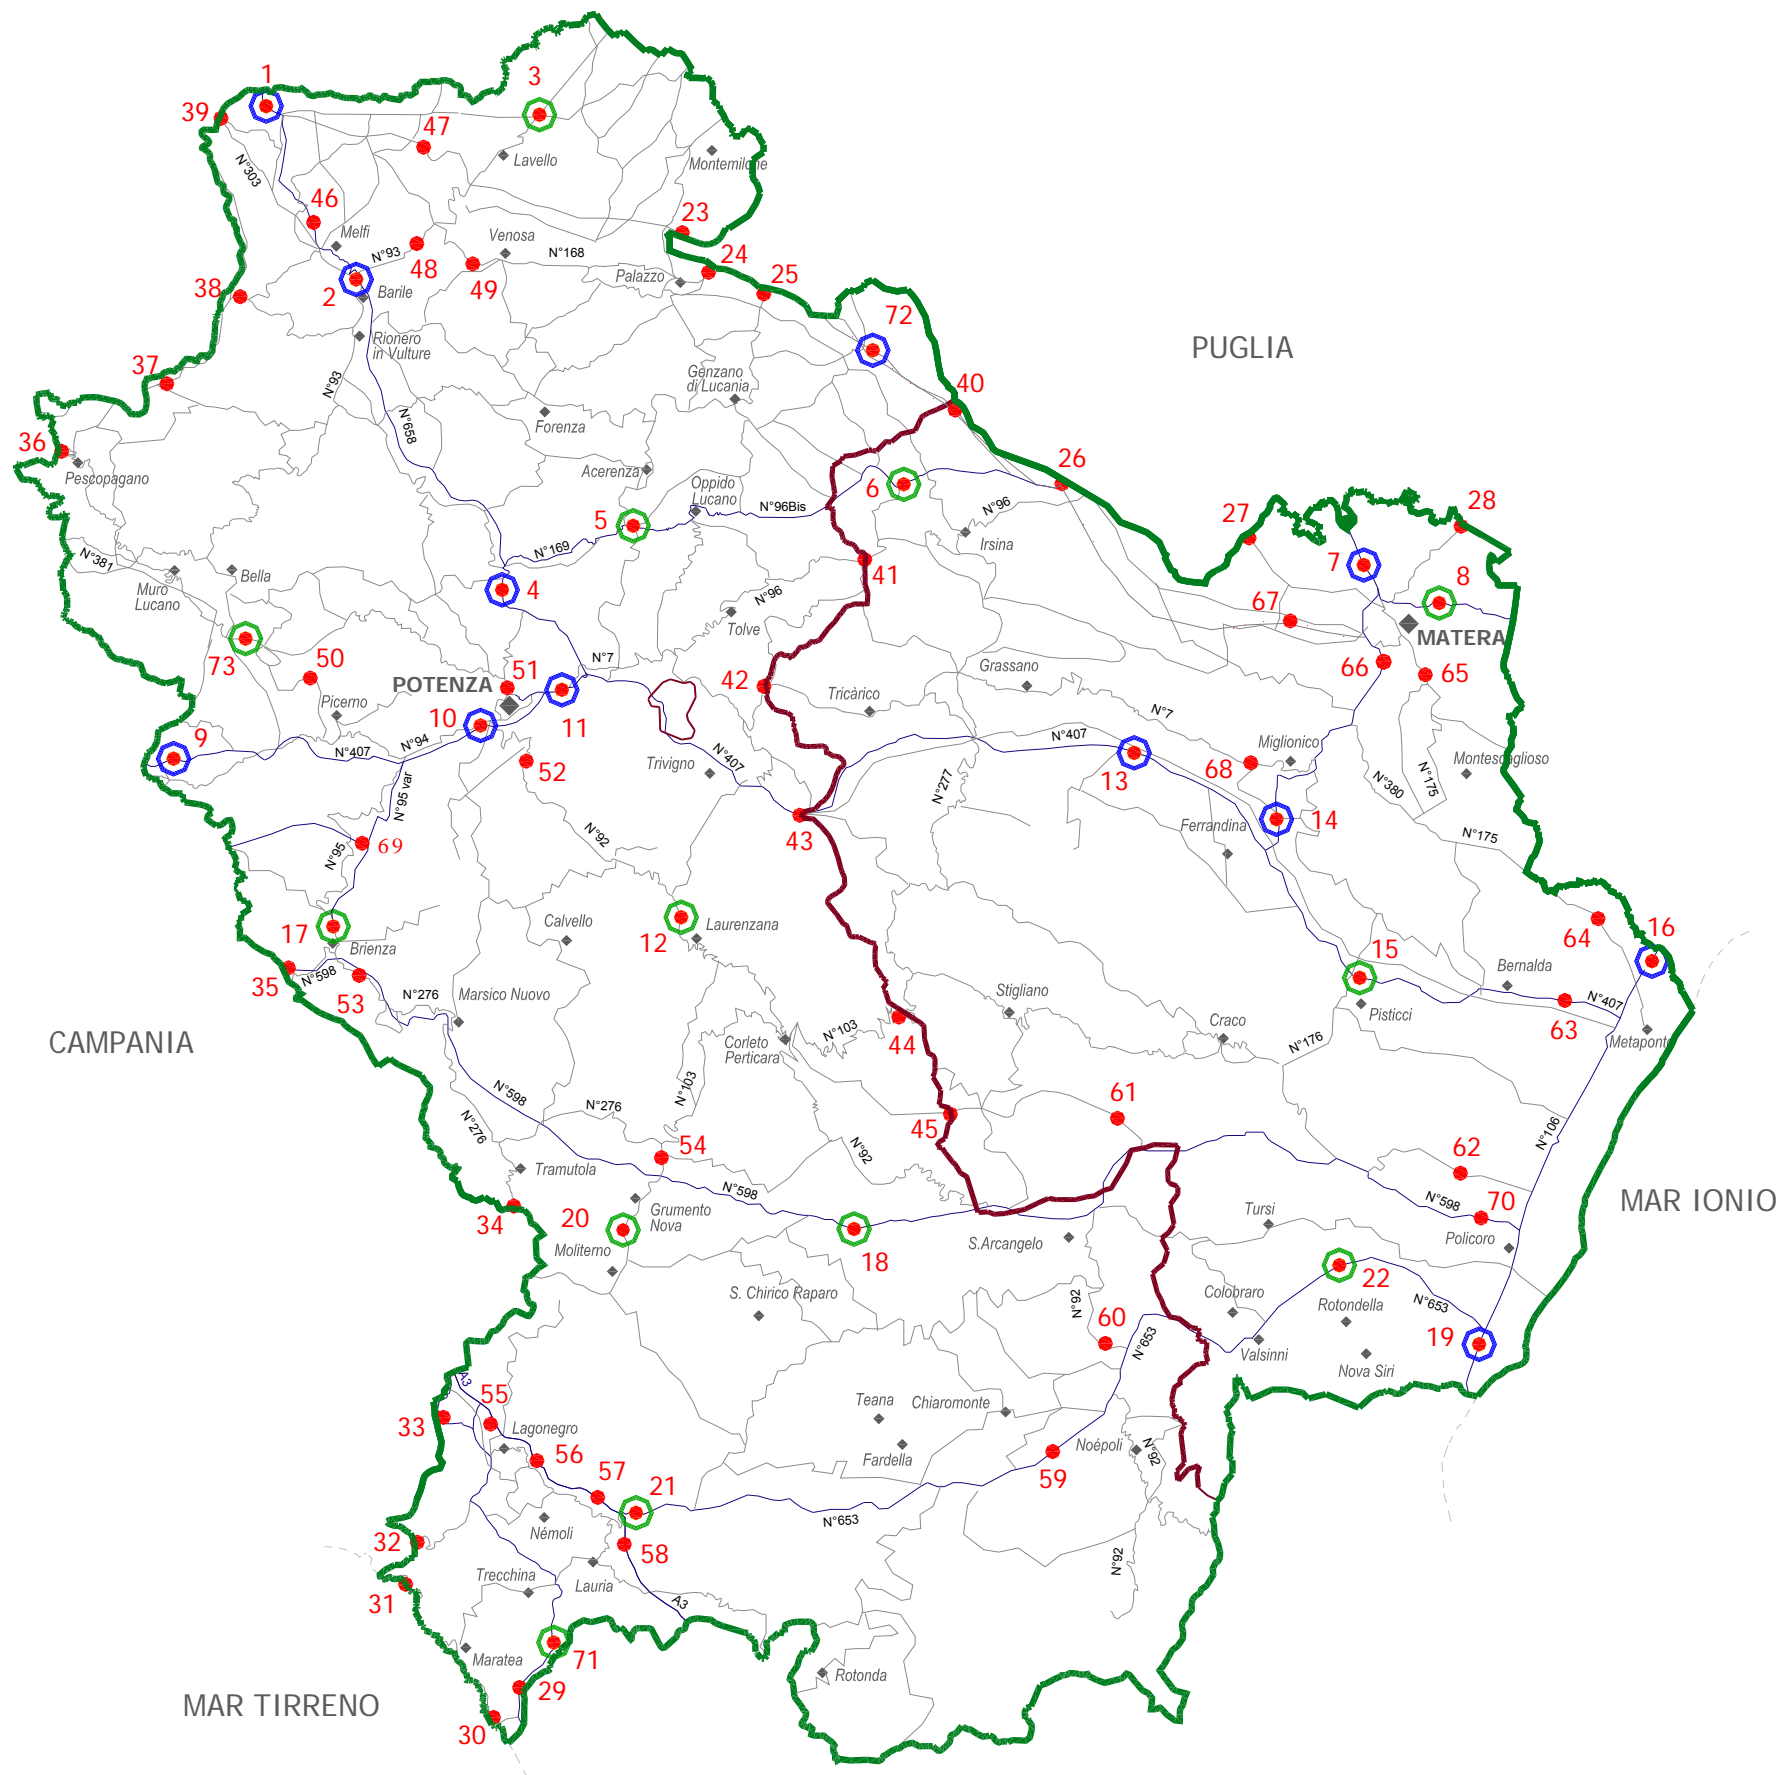 1
3
39
47
Lavello
Montemilone
N°303
46
Melfi
23
N°93
48
Venosa
N°168
24
Palazzo
25
49
38
2
Barile
72
PUGLIA
Rionero
in Vulture
37
N°93
Genzano
di Lucania
40
N°658
Forenza
36
Pescopagano
Acerenza
Oppido
Lucano
N°96Bis
6
26
N°96
Irsina
5
27
28
N°169
N°381
Muro
Lucano
Bella
4
41
7
8
N°96
Tolve
67
MATERA
73
50
N°7
51
POTENZA
42
Grassano
66
65
Tricàrico
Picerno
10
11
N°7
9
N°407
N°94
52
Trivigno
N°407
N°407
13
Miglionico
68
Montescaglioso
N°95 var
N°277
N°380
N°175
43
Ferrandina
14
N°92
69
N°95
N°175
17
Brienza
Calvello
12
Laurenzana
64
16
15
Bernalda
35
N°598
53
N°276
Marsico Nuovo
Stigliano
Pisticci
N°407
63
CAMPANIA
Corleto
Perticara
N°103
44
Craco
N°176
Metaponto
N°598
N°103
N°276
N°276
45
61
N°106
54
N°92
62
Tramutola
N°598
MAR IONIO
34
20
Grumento
Nova
Moliterno
18
S.Arcangelo
Tursi
N°598
70
Policoro
22
S. Chirico Raparo
N°92
Colobraro
Rotondella
N°653
60
N°653
Valsinni
19
Nova Siri
A3
55
33
Lagonegro
Teana
Chiaromonte
56
Fardella
Noépoli
N°92
59
57
21
Némoli
N°653
32
58
N°92
31
Trecchina
Lauria
A3
Maratea
71
Rotonda
MAR TIRRENO
29
30